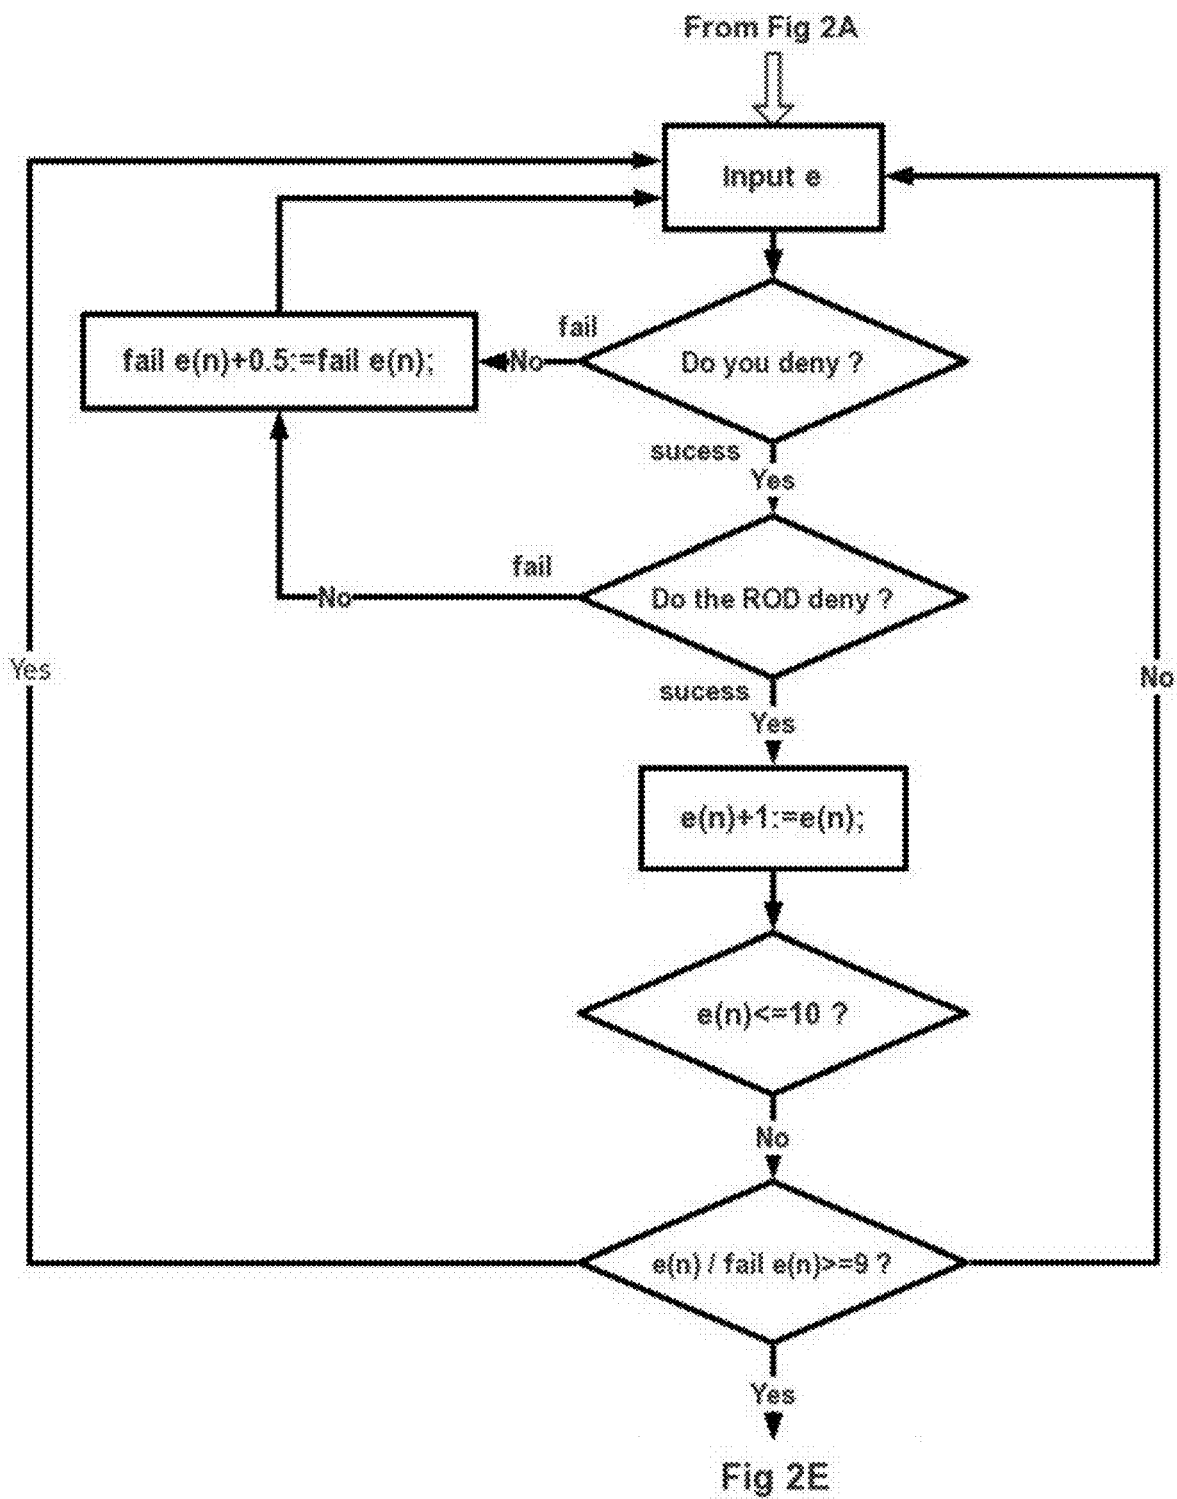 From Fig 2A
Input e
fail
Do you deny ?
No
fail e(n)+0.5:=fail e(n);
sucess
Yes
fail
Do the ROD deny ?
No
sucess
Yes
Yes
No
e(n)+1:=e(n);
e(n)<=10 ?
No
e(n) / fail e(n)>=9 ?
Yes
Fig 2E